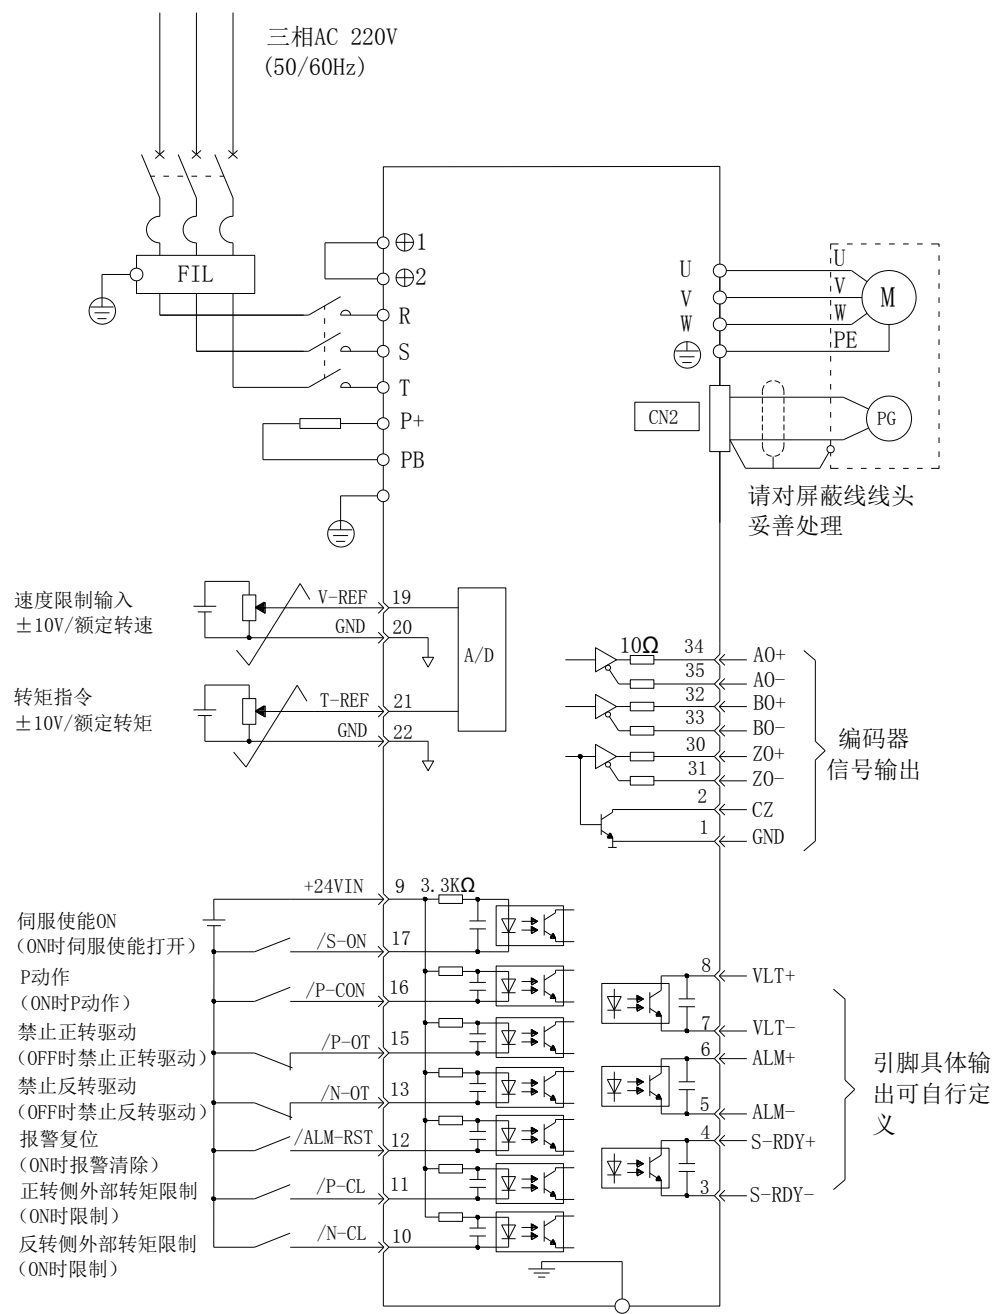 三相AC 220V
(50/60Hz)
FIL
⊕1
⊕2
R
S
T
P+
PB
U
V
W
U
V
W
PE
M
CN2
PG
请对屏蔽线线头
妥善处理
速度限制输入
±10V/额定转速
V-REF 19
GND 20
转矩指令
±10V/额定转矩
T-REF 21
GND 22
A/D
10Ω
34 AO+
35 AO-
32 BO+
33 BO-
30 ZO+
31 ZO-
2 CZ
1 GND
编码器
信号输出
+24VIN 9 3.3KΩ
伺服使能ON
(ON时伺服使能打开)
/S-ON 17
P动作
(ON时P动作)
/P-CON 16
禁止正转驱动
(OFF时禁止正转驱动)
/P-OT 15
禁止反转驱动
(OFF时禁止反转驱动)
/N-OT 13
报警复位
(ON时报警清除)
/ALM-RST 12
正转侧外部转矩限制
(ON时限制)
/P-CL 11
反转侧外部转矩限制
(ON时限制)
/N-CL 10
8 VLT+
7 VLT-
6 ALM+
5 ALM-
4 S-RDY+
3 S-RDY-
引脚具体输
出可自行定
义